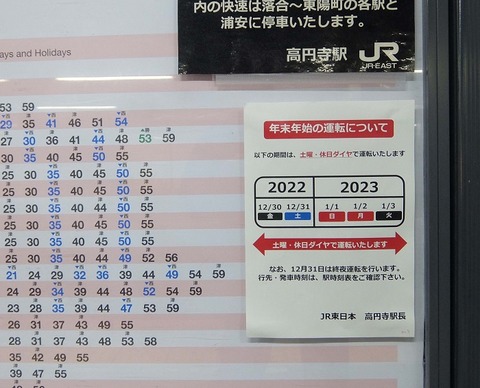 内の快速は落合～東陽町の各駅と
浦安に停車いたします。
高円寺駅 JR
JR-EAST
ays and Holidays
年末年始の運転について
以下の期間は、土曜・休日ダイヤで運転いたします
2022 2023
12/30 12/31 1/1 1/2 1/3
金 土 日 月 火
土曜・休日ダイヤで運転いたします
なお、12月31日は終夜運転を行います。
行先・発車時刻は、駅時刻表をご確認下さい。
JR東日本 高円寺駅長
53 59
29 35 41 46 51 54
27 30 36 41 44 48 53 59
30 35 40 45 50 55
25 30 35 40 45 50 55
25 30 35 40 45 50 55
25 30 35 40 45 50 55
25 30 35 40 45 50 55
25 30 35 40 44 49 52 56
21 24 29 32 36 39 44 49 54 59
24 29 34 39 44 48 52 54 59
23 28 35 39 44 49 55
26 31 37 43 49 55
28 31 37 43 48 53 59
35 42 49 55
39 47 55